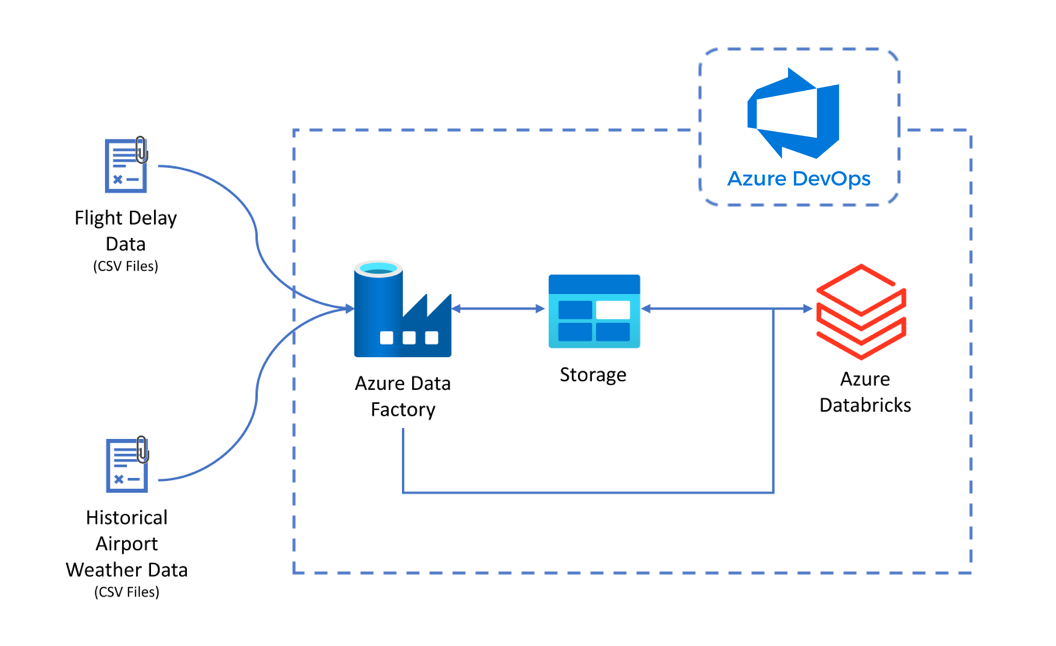 Azure DevOps
Flight Delay
Data
(CSV Files)
Azure Data
Factory
Storage
Azure
Databricks
Historical
Airport
Weather Data
(CSV Files)